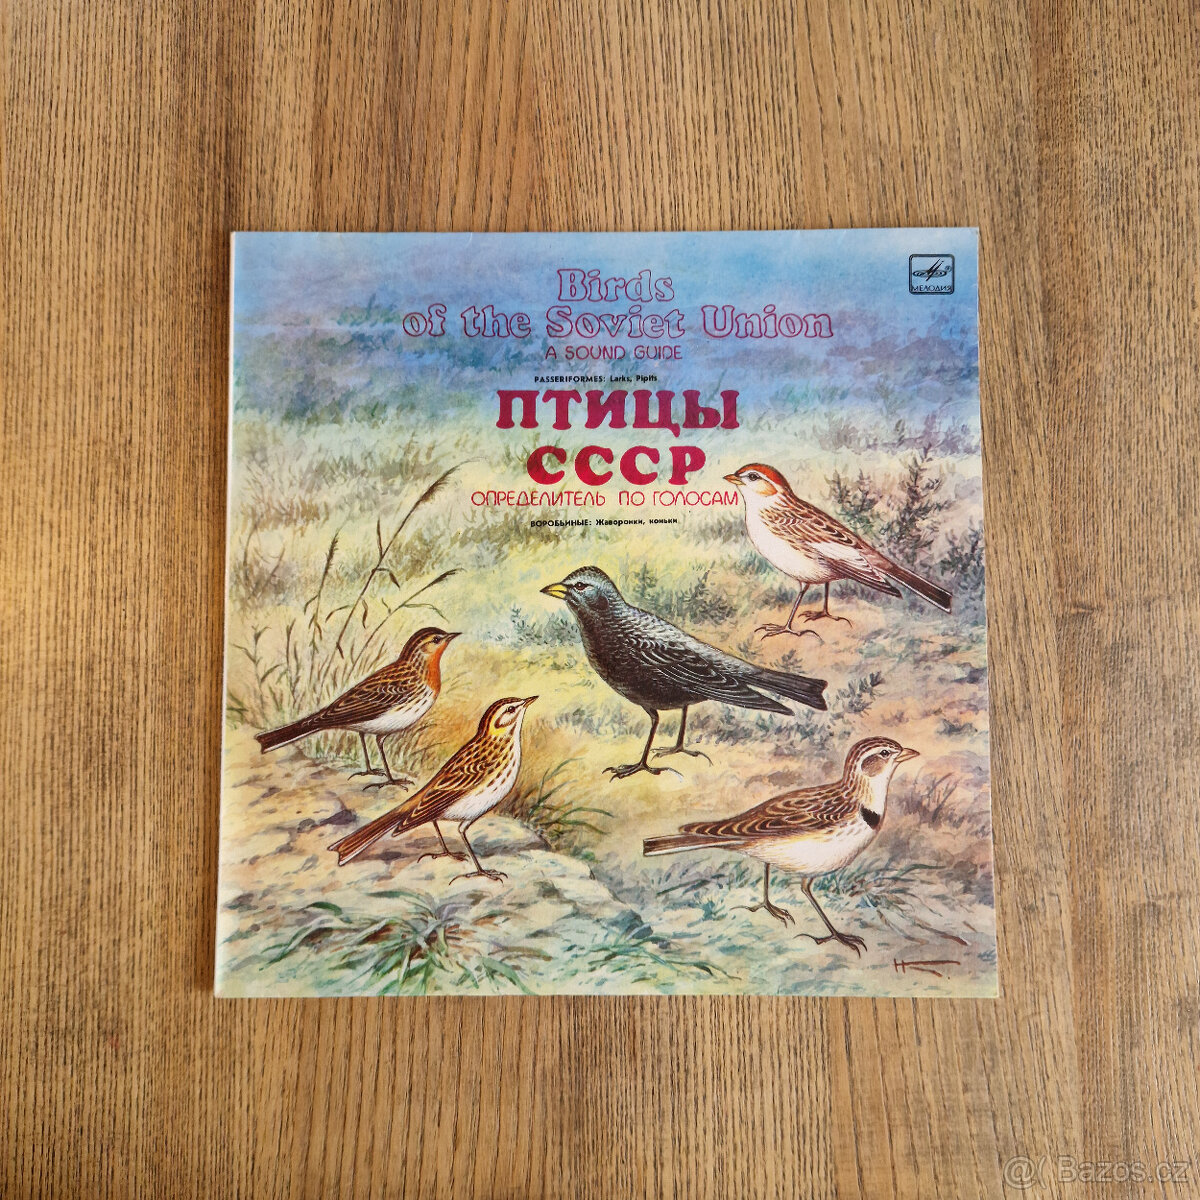 Birds
of the Soviet Union
A SOUND GUIDE
PASSERIFORMES: Larks, Pipits
ПТИЦЫ
СССР
ОПРЕДЕЛИТЕЛЬ ПО ГОЛОСАМ
ВОРОБЬИНЫЕ: Жаворонки, коньки
МЕЛОДИЯ
@( Bazos.cz